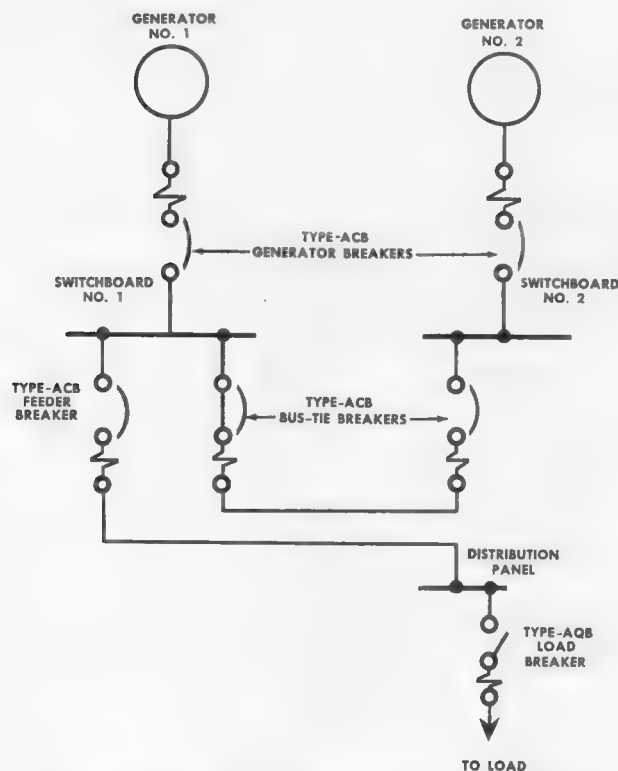 GENERATOR
NO. 1
GENERATOR
NO. 2
TYPE-ACB
GENERATOR BREAKERS
SWITCHBOARD
NO. 1
SWITCHBOARD
NO. 2
TYPE-ACB
FEEDER
BREAKER
TYPE-ACB
BUS-TIE BREAKERS
DISTRIBUTION
PANEL
TYPE-AQB
LOAD
BREAKER
TO LOAD